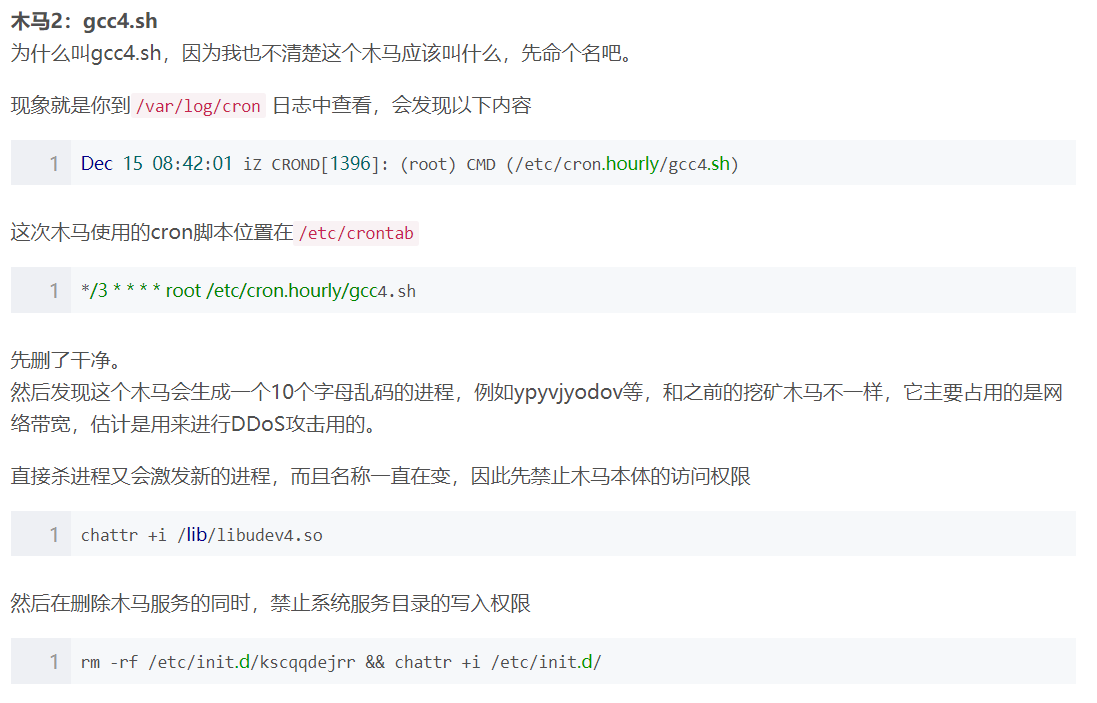 木马2：gcc4.sh
为什么叫gcc4.sh，因为我也不清楚这个木马应该叫什么，先命个名吧。
现象就是你到 /var/log/cron 日志中查看，会发现以下内容
1 Dec 15 08:42:01 iZ CROND[1396]: (root) CMD (/etc/cron.hourly/gcc4.sh)
这次木马使用的cron脚本位置在 /etc/crontab
1 */3 * * * * root /etc/cron.hourly/gcc4.sh
先删了干净。
然后发现这个木马会生成一个10个字母乱码的进程，例如ypyvjyodov等，和之前的挖矿木马不一样，它主要占用的是网
络带宽，估计是用来进行DDoS攻击用的。
直接杀进程又会激发新的进程，而且名称一直在变，因此先禁止木马本体的访问权限
1 chattr +i /lib/libudev4.so
然后在删除木马服务的同时，禁止系统服务目录的写入权限
1 rm -rf /etc/init.d/kscqqdejrr && chattr +i /etc/init.d/